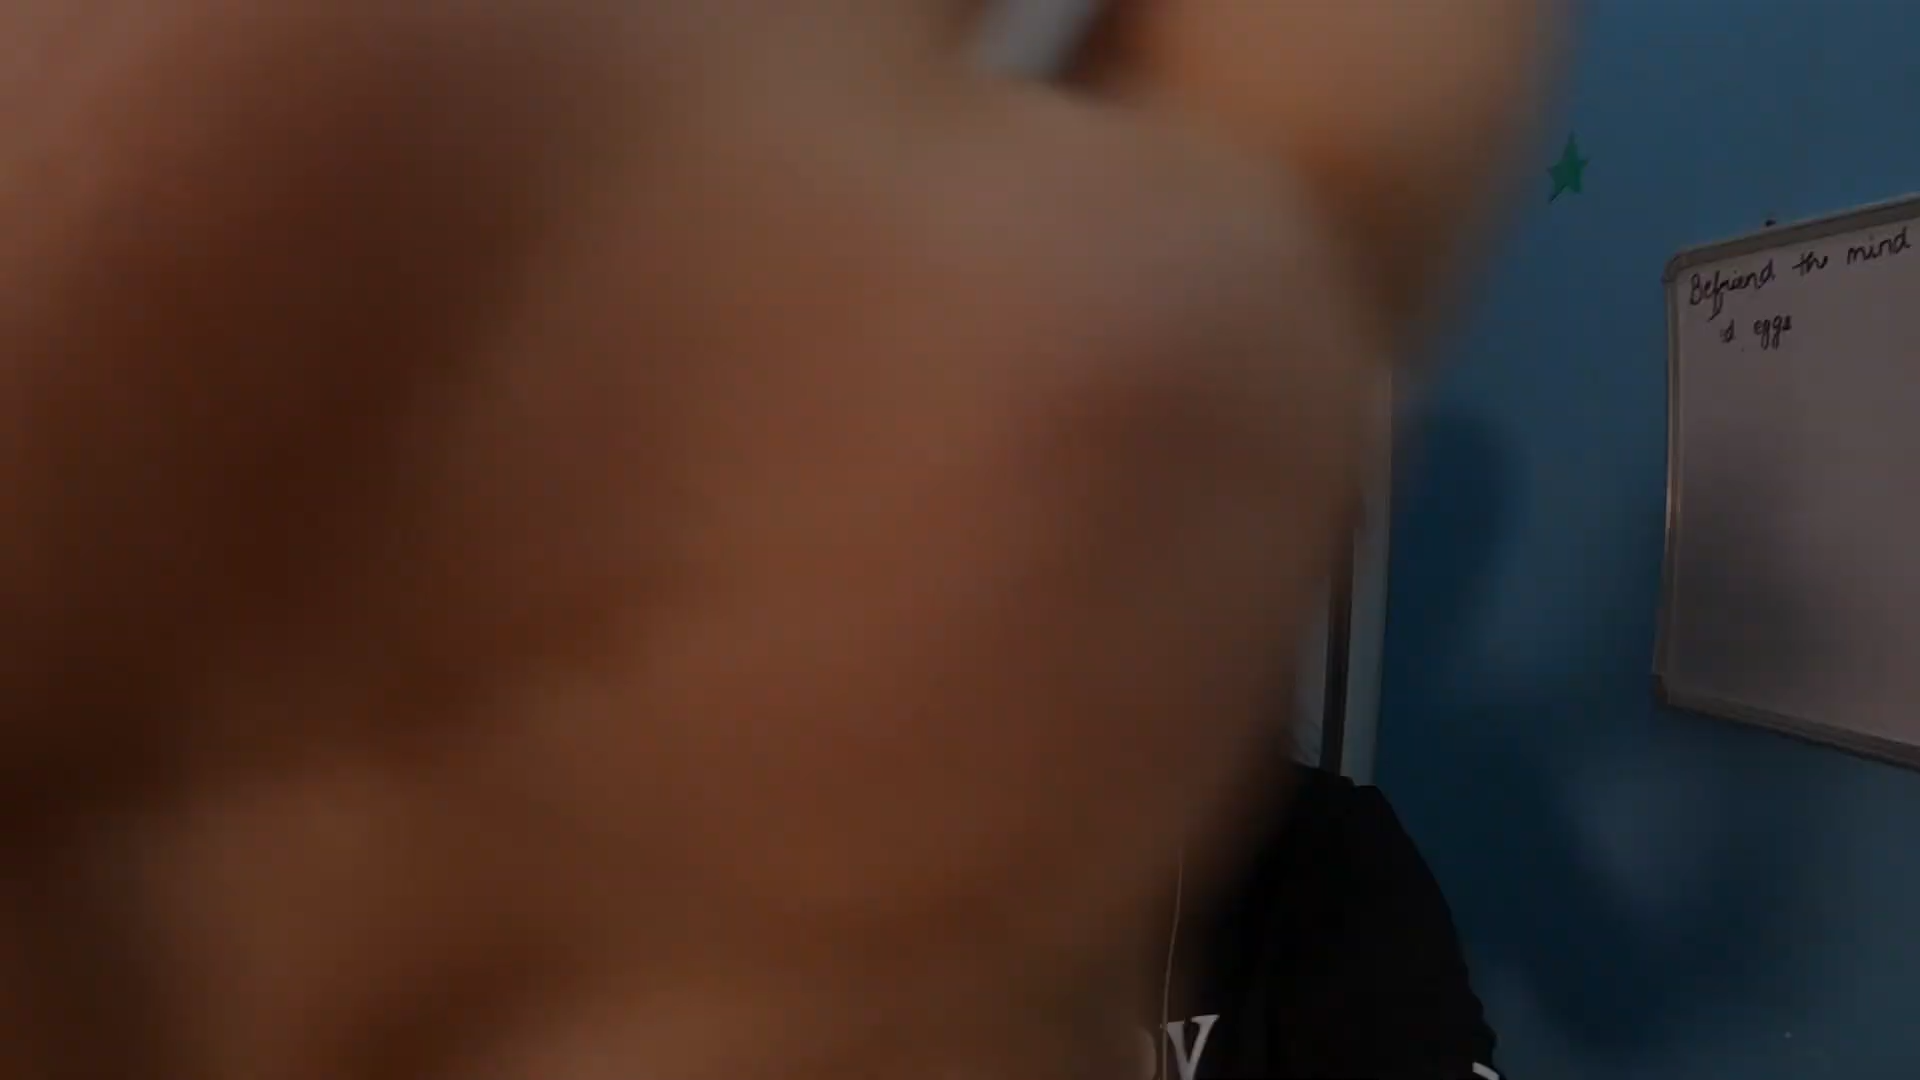 Befriend the mind
eggs
V